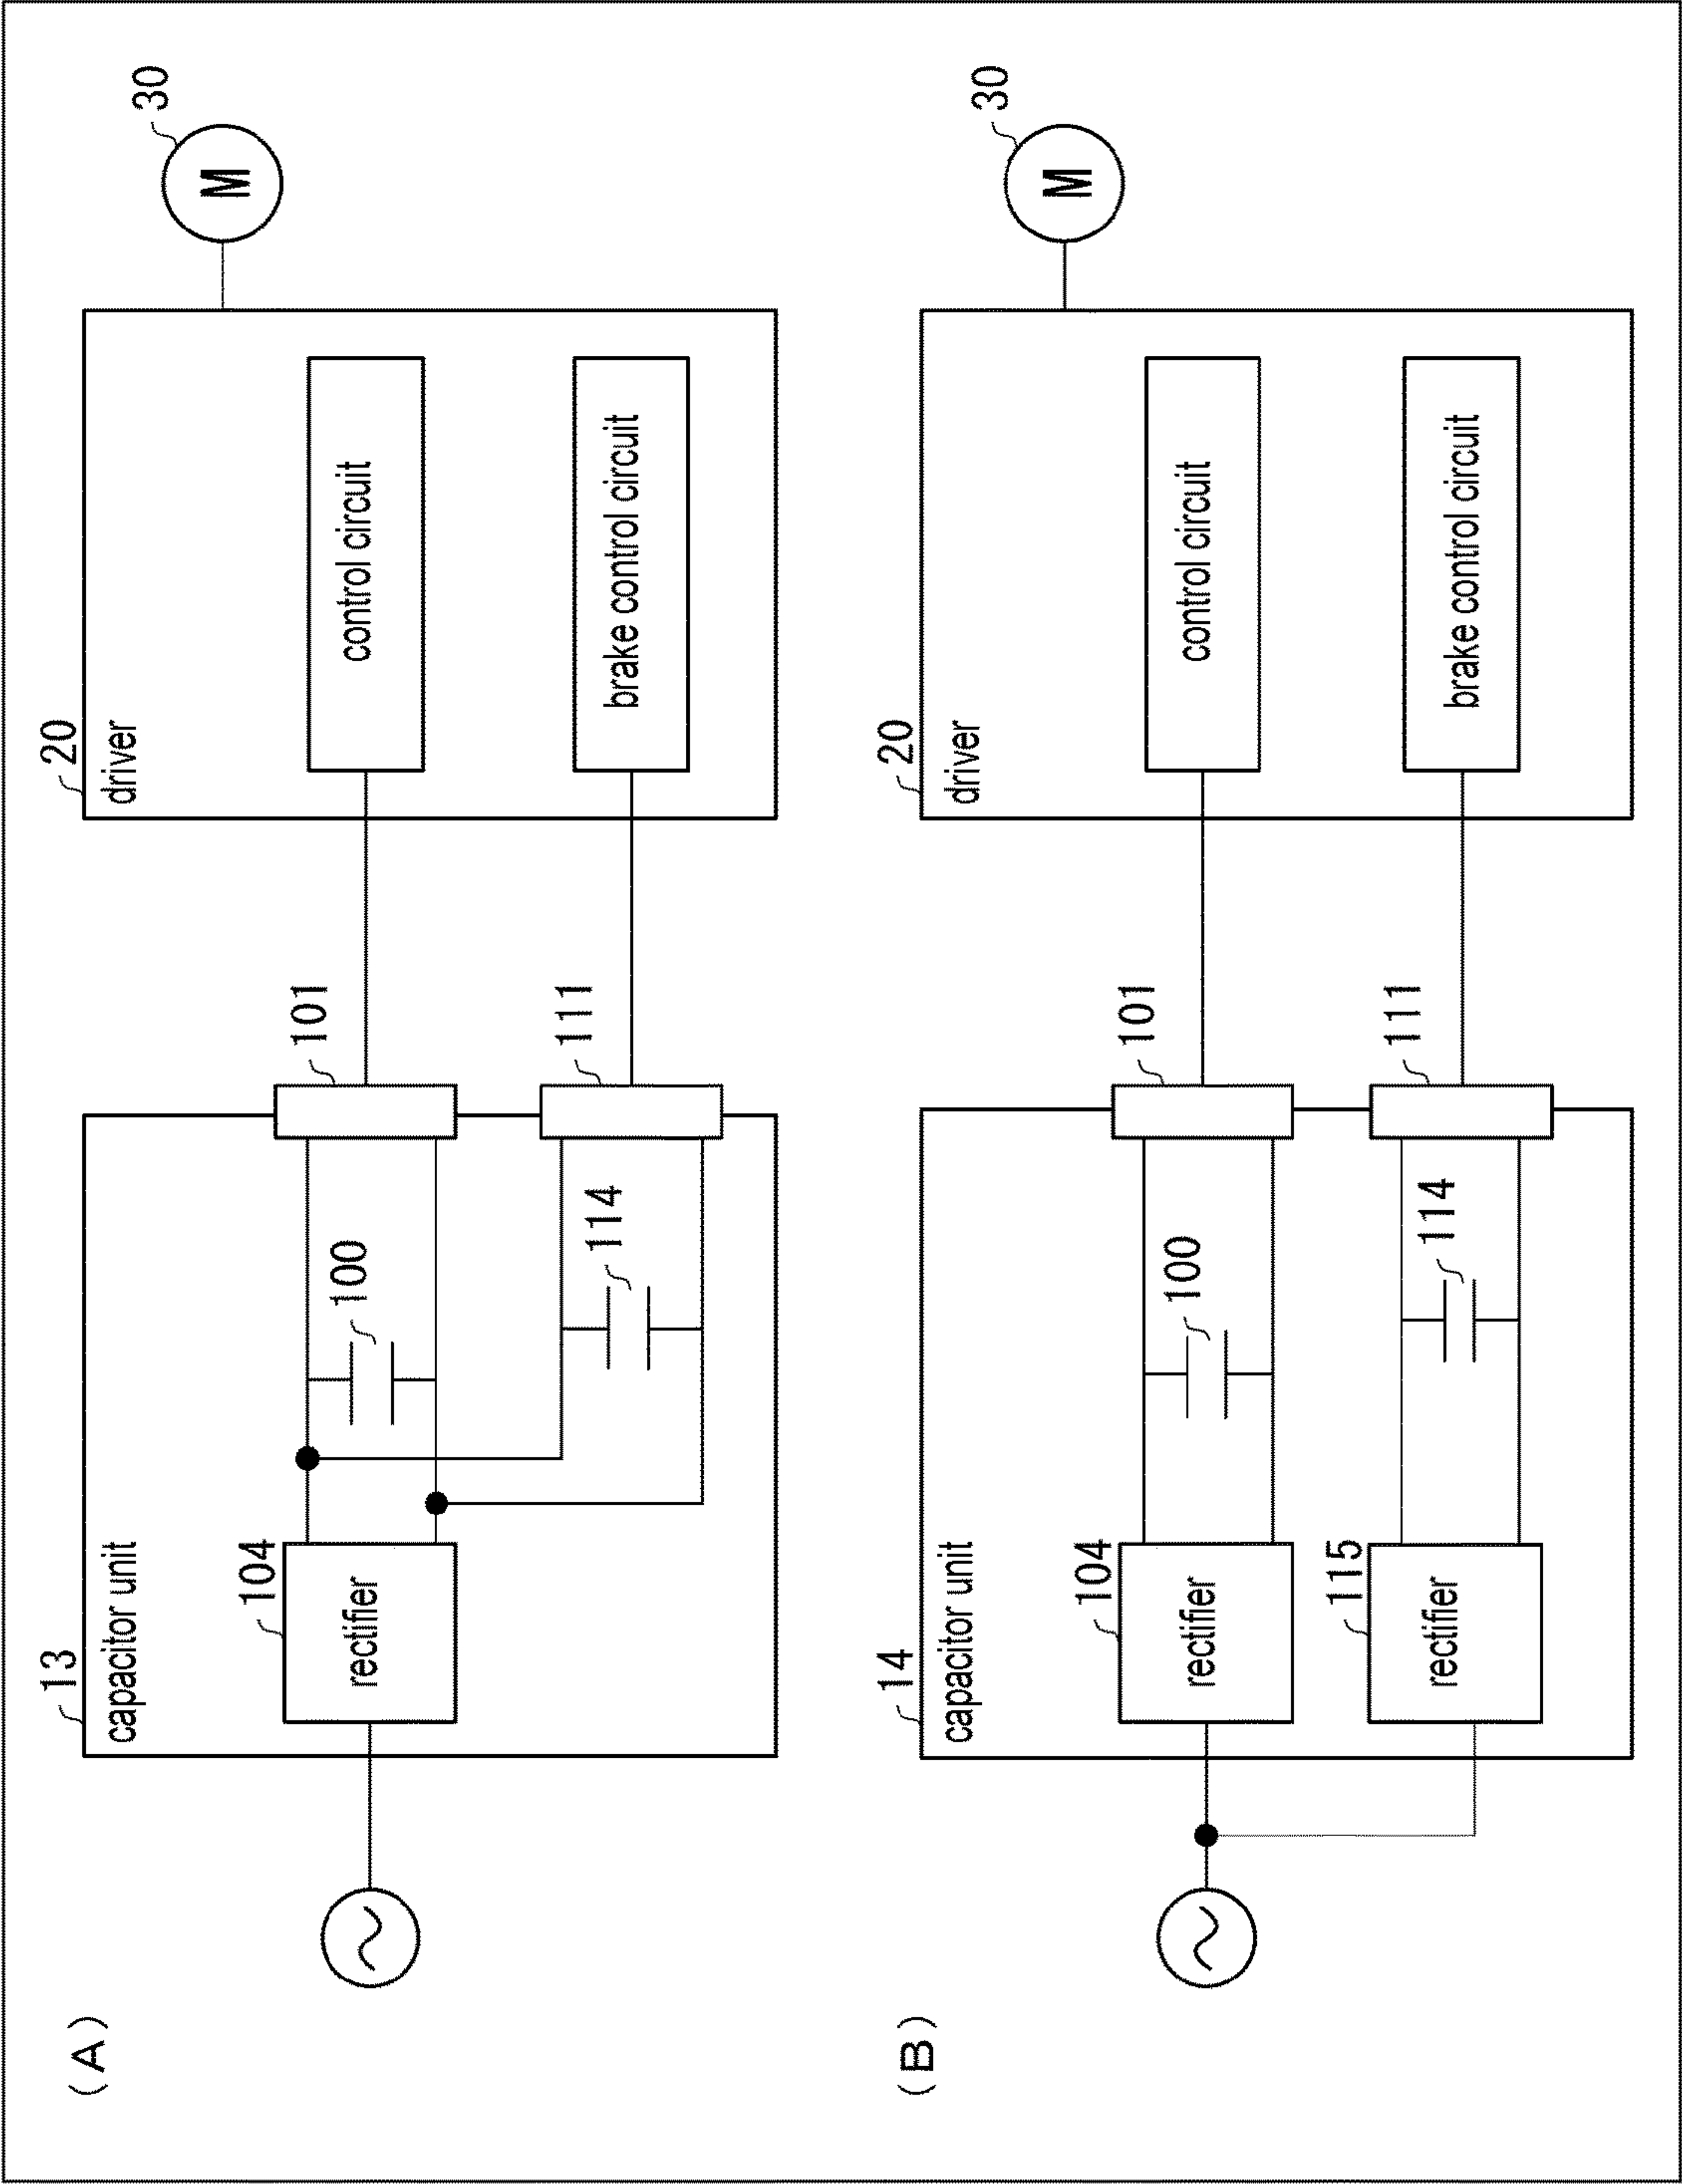 (A)
13
capacitor unit
104
rectifier
100
114
101
111
20
driver
control circuit
brake control circuit
30
M
(B)
14
capacitor unit
104
rectifier
115
rectifier
100
114
101
111
20
driver
control circuit
brake control circuit
30
M